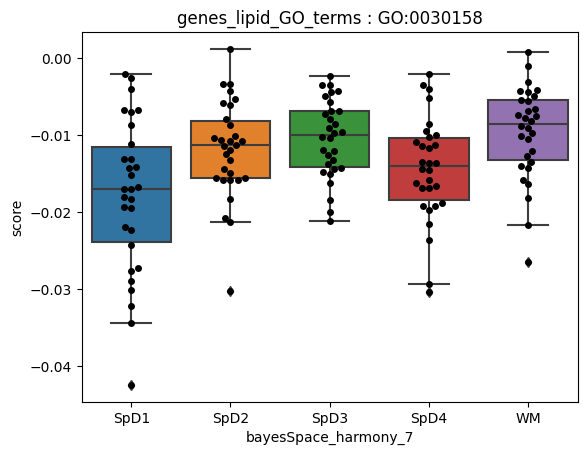 genes_lipid_GO_terms : GO:0030158
0.00
−0.01
−0.02
−0.03
−0.04
score
SpD1 SpD2 SpD3 SpD4 WM
bayesSpace_harmony_7